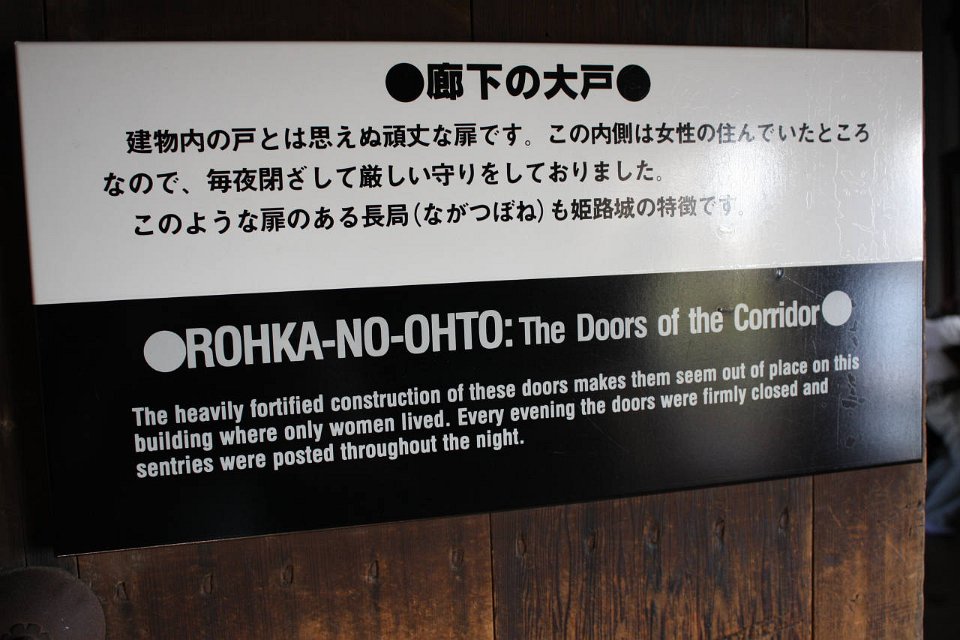 ●廊下の大戸●
建物内の戸とは思えぬ頑丈な扉です。この内側は女性の住んでいたところ
なので、毎夜閉ざして厳しい守りをしておりました。
このような扉のある長局(ながつぼね)も姫路城の特徴です。
●ROHKA-NO-OHTO: The Doors of the Corridor●
The heavily fortified construction of these doors makes them seem out of place on this
building where only women lived. Every evening the doors were firmly closed and
sentries were posted throughout the night.